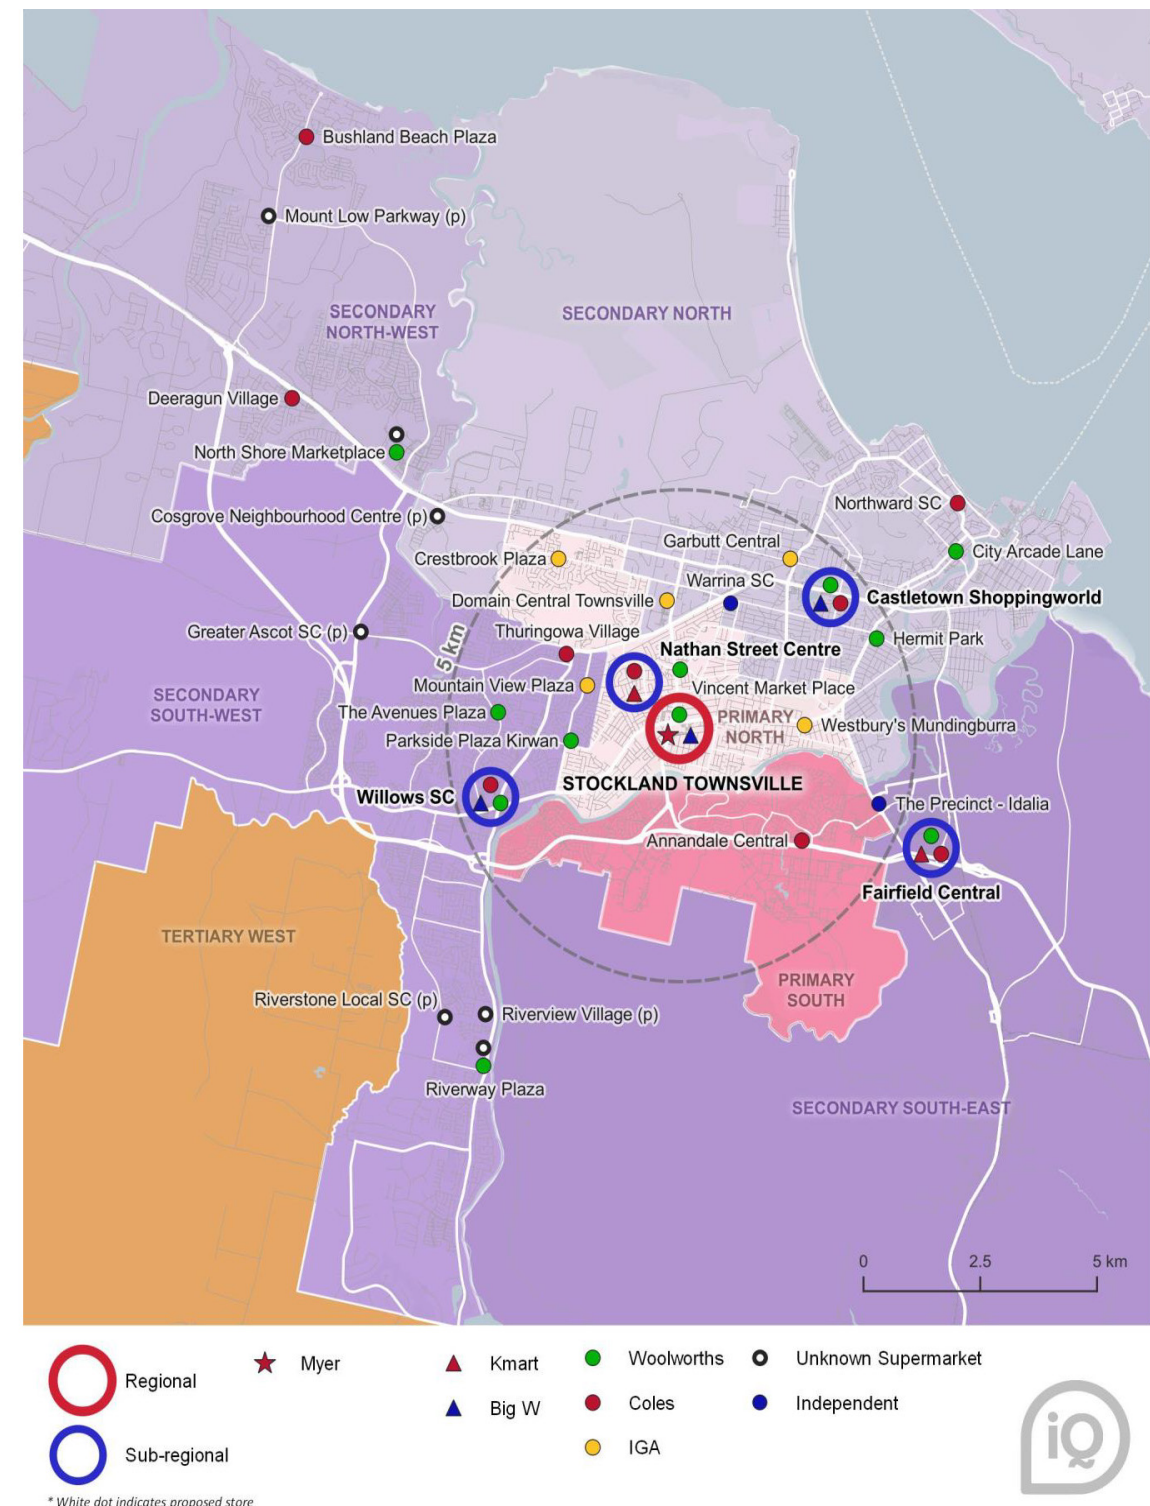 Bushland Beach Plaza
Mount Low Parkway (p)
SECONDARY
NORTH-WEST
SECONDARY NORTH
Deeragun Village
North Shore Marketplace
Northward SC
Cosgrove Neighbourhood Centre (p)
Garbutt Central
City Arcade Lane
Crestbrook Plaza
Warrina SC
Castletown Shoppingworld
Domain Central Townsville
Greater Ascot SC (p)
5 km
Thuringowa Village
Hermit Park
Nathan Street Centre
Mountain View Plaza
Vincent Market Place
SECONDARY
SOUTH-WEST
The Avenues Plaza
PRIMARY
NORTH
Westbury's Mundingburra
Parkside Plaza Kirwan
STOCKLAND TOWNSVILLE
Willows SC
The Precinct - Idalia
Annandale Central
Fairfield Central
TERTIARY WEST
PRIMARY
SOUTH
Riverstone Local SC (p)
Riverview Village (p)
Riverway Plaza
SECONDARY SOUTH-EAST
0 2.5 5 km
Regional
Sub-regional
Myer
Kmart
Big W
Woolworths
Coles
IGA
Unknown Supermarket
Independent
iQ
* White dot indicates proposed store